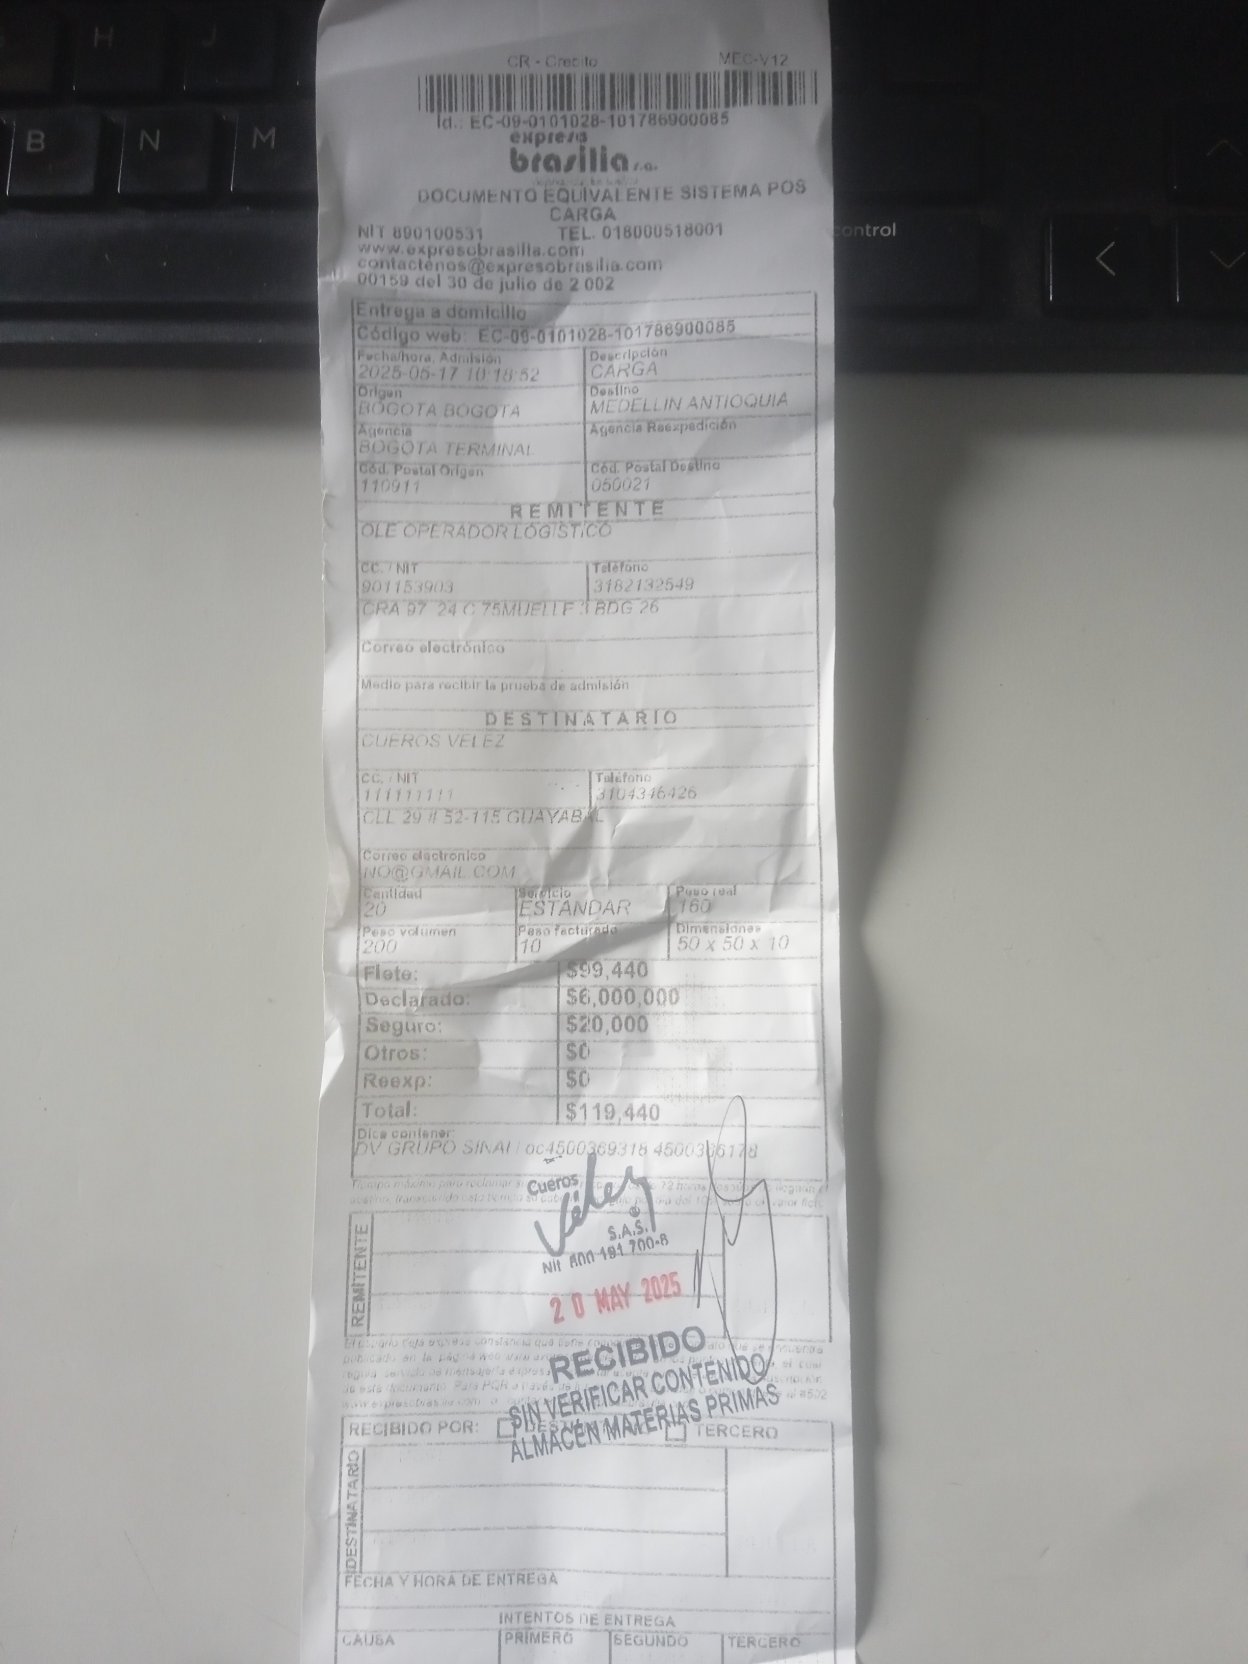 CR - Credito MEC-V12
Id.: EC-09-0101028-101786900085
expreso
brasilia s.a.
DOCUMENTO EQUIVALENTE SISTEMA POS
CARGA
NIT 890100531 TEL. 018000518001
www.expresobrasilia.com
contactenos@expresobrasilia.com
00159 del 30 de julio de 2 002
Entrega a domicilio
Código web: EC-09-0101028-101786900085
Fecha/hora. Admisión Descripción
2025-05-17 10:18:52 CARGA
Origen Destino
BOGOTA BOGOTA MEDELLIN ANTIOQUIA
Agencia Agencia Reexpedición
BOGOTA TERMINAL
Cód. Postal Origen Cód. Postal Destino
110911 050021
REMITENTE
OLE OPERADOR LOGISTICO
CC. / NIT Teléfono
901153903 3182132549
CRA 97 24 C 75MUELLE 3 BDG 26
Correo electrónico
Medio para recibir la prueba de admisión
DESTINATARIO
CUEROS VELEZ
CC. / NIT Teléfono
111111111 3104346426
CLL 29 # 52-115 GUAYABAL
Correo electronico
NO@GMAIL.COM
Cantidad Servicio Peso real
20 ESTANDAR 160
Peso volumen Peso facturado Dimensiones
200 10 50 x 50 x 10
Flete: $99,440
Declarado: $6,000,000
Seguro: $20,000
Otros: $0
Reexp: $0
Total: $119,440
Dice contener:
DV GRUPO SINAI / oc4500369318 4500366178
Cueros
Vélez
S.A.S.
Nit 800 191 700-8
REMITENTE
20 MAY 2025
RECIBIDO
SIN VERIFICAR CONTENIDO
ALMACEN MATERIAS PRIMAS
RECIBIDO POR: TERCERO
DESTINATARIO
FECHA Y HORA DE ENTREGA
INTENTOS DE ENTREGA
CAUSA PRIMERO SEGUNDO TERCERO
H J
B N M
control